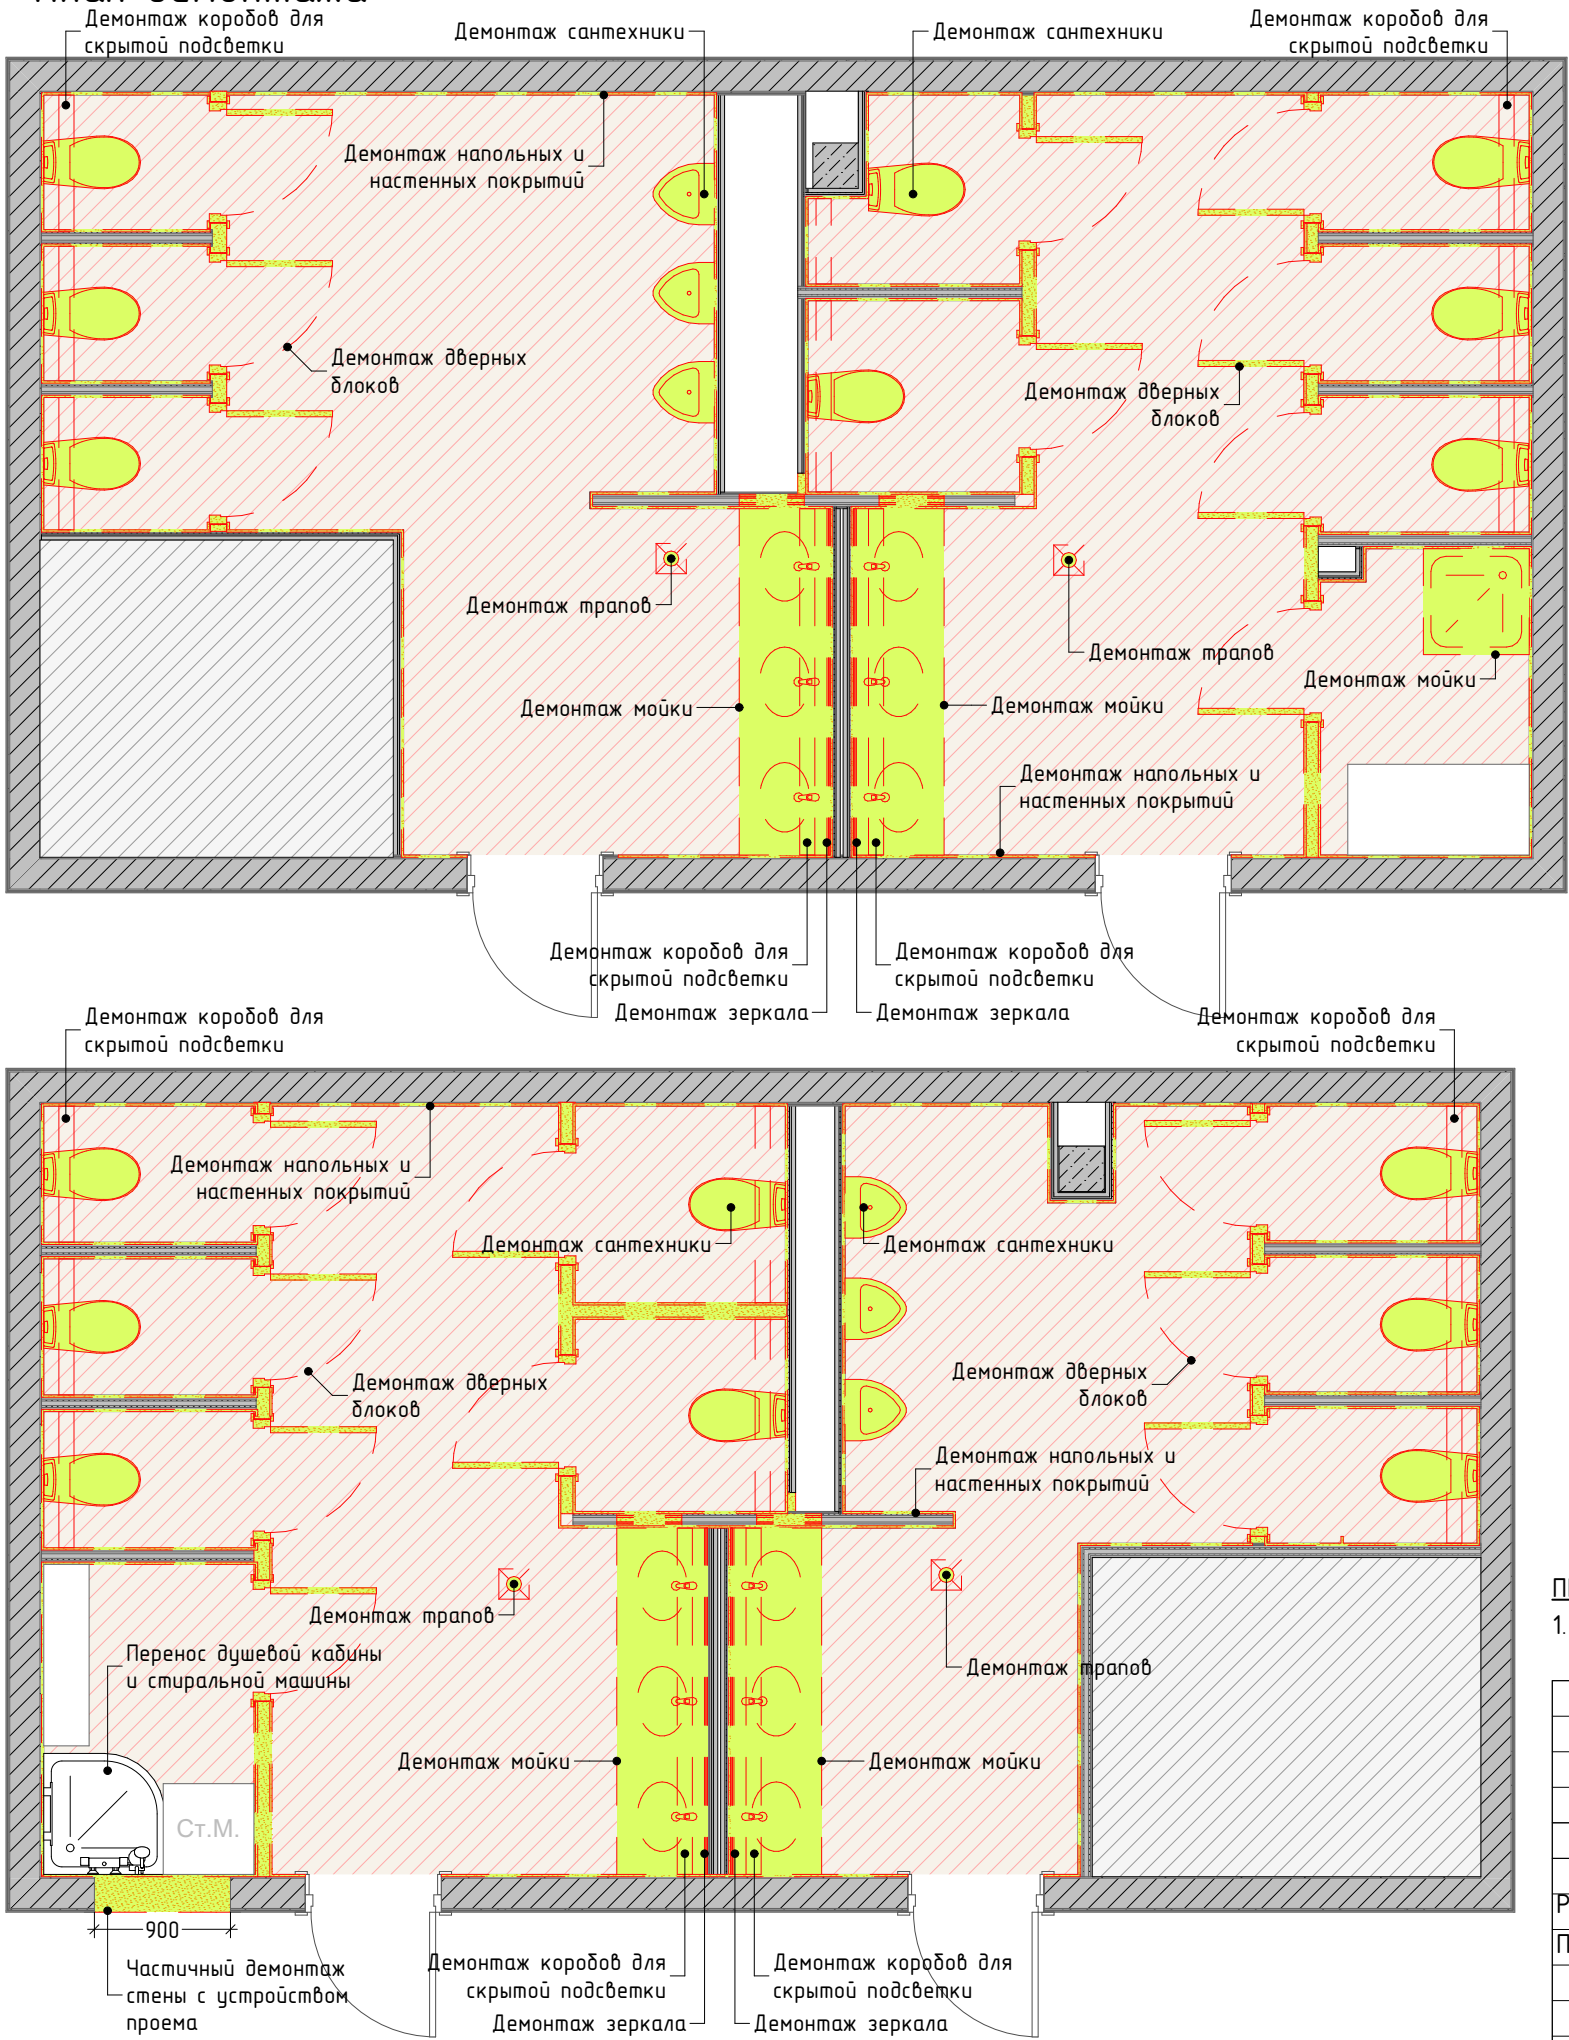 План демонтажа
Демонтаж коробов для
скрытой подсветки
Демонтаж сантехники
Демонтаж сантехники
Демонтаж коробов для
скрытой подсветки
Демонтаж напольных и
настенных покрытий
Демонтаж дверных
блоков
Демонтаж дверных
блоков
Демонтаж трапов
Демонтаж трапов
Демонтаж мойки
Демонтаж мойки
Демонтаж мойки
Демонтаж напольных и
настенных покрытий
Демонтаж коробов для
скрытой подсветки
Демонтаж коробов для
скрытой подсветки
Демонтаж зеркала
Демонтаж зеркала
Демонтаж коробов для
скрытой подсветки
Демонтаж коробов для
скрытой подсветки
Демонтаж напольных и
настенных покрытий
Демонтаж сантехники
Демонтаж сантехники
Демонтаж дверных
блоков
Демонтаж дверных
блоков
Демонтаж напольных и
настенных покрытий
Демонтаж трапов
Демонтаж трапов
Перенос душевой кабины
и стиральной машины
Демонтаж мойки
Демонтаж мойки
Ст.М.
900
Частичный демонтаж
стены с устройством
проема
Демонтаж коробов для
скрытой подсветки
Демонтаж коробов для
скрытой подсветки
Демонтаж зеркала
Демонтаж зеркала
1.